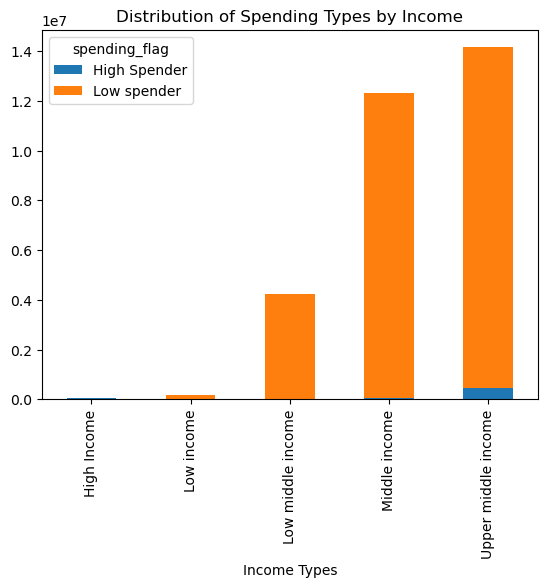 Distribution of Spending Types by Income
1e7
spending_flag
High Spender
Low spender
1.4
1.2
1.0
0.8
0.6
0.4
0.2
0.0
High Income
Low income
Low middle income
Middle income
Upper middle income
Income Types